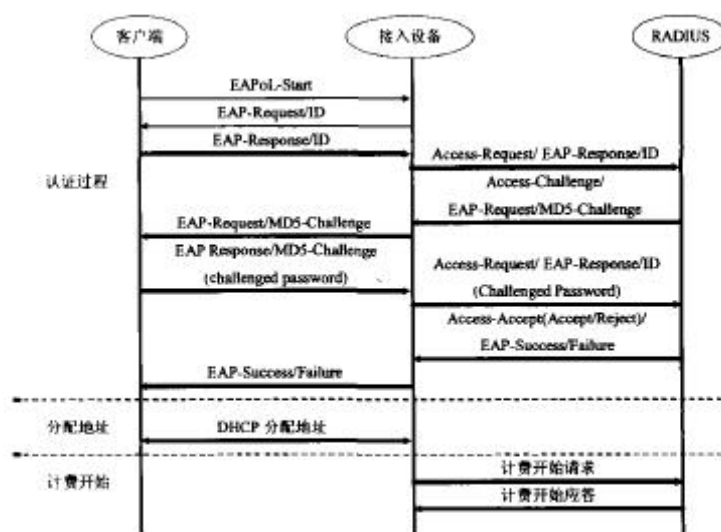 客户端
接入设备
RADIUS
EAPoL-Start
EAP-Request/ID
EAP-Response/ID
Access-Request/ EAP-Response/ID
认证过程
Access-Challenge/
EAP-Request/MD5-Challenge
EAP-Request/MD5-Challenge
EAP Response/MD5-Challenge
(challenged password)
Access-Request/ EAP-Response/ID
(Challenged Password)
Access-Accept(Accept/Reject)/
EAP-Success/Failure
EAP-Success/Failure
分配地址
DHCP 分配地址
计费开始
计费开始请求
计费开始应答